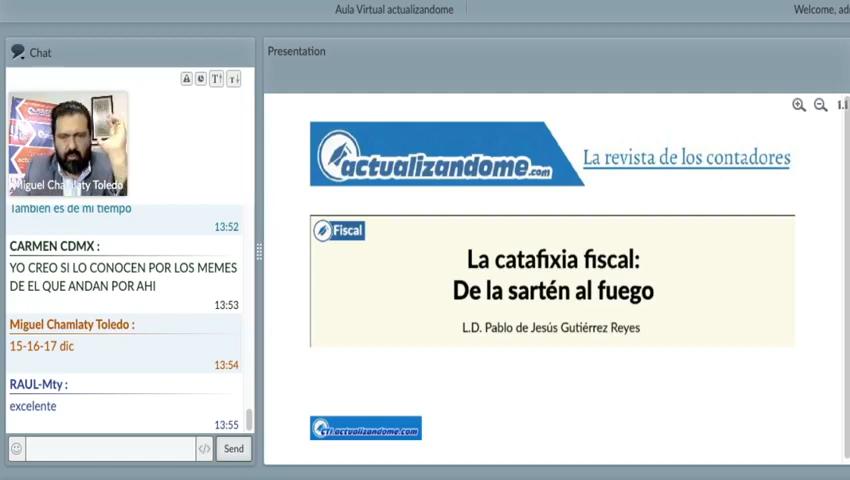 Aula Virtual actualizandome
Welcome, adr
Chat
Miguel Chamlaty Toledo
También es de mi tiempo
13:52
CARMEN CDMX :
YO CREO SI LO CONOCEN POR LOS MEMES
DE EL QUE ANDAN POR AHI
13:53
Miguel Chamlaty Toledo :
15-16-17 dic
13:54
RAUL-Mty :
excelente
13:55
Send
Presentation
actualizandome.com
La revista de los contadores
Fiscal
La catafixia fiscal:
De la sartén al fuego
L.D. Pablo de Jesús Gutiérrez Reyes
cti.actualizandome.com